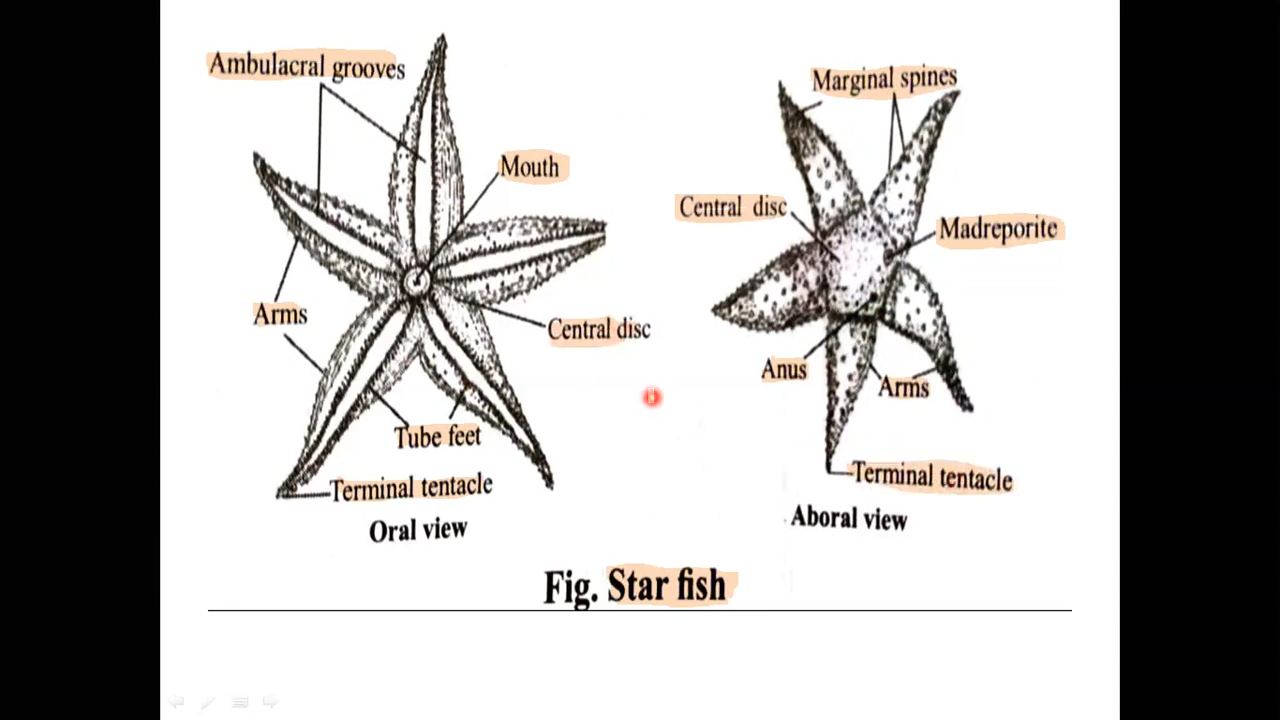 Ambulacral grooves
Mouth
Arms
Central disc
Tube feet
Terminal tentacle
Oral view
Marginal spines
Central disc
Madreporite
Anus
Arms
Terminal tentacle
Aboral view
Fig. Star fish